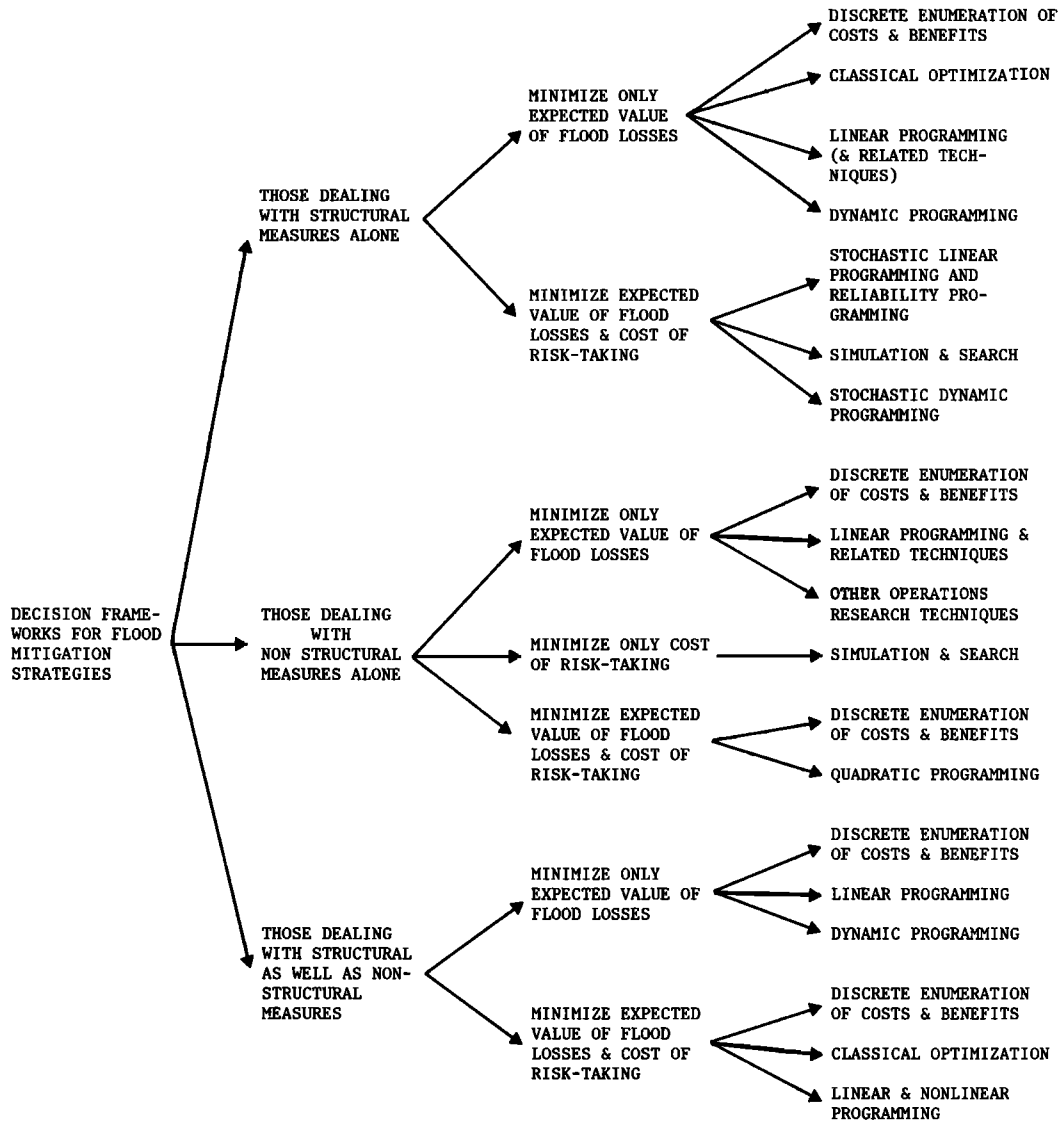 DECISION FRAME-
WORKS FOR FLOOD
MITIGATION
STRATEGIES
THOSE DEALING
WITH STRUCTURAL
MEASURES ALONE
MINIMIZE ONLY
EXPECTED VALUE
OF FLOOD LOSSES
DISCRETE ENUMERATION OF
COSTS & BENEFITS
CLASSICAL OPTIMIZATION
LINEAR PROGRAMMING
(& RELATED TECH-
NIQUES)
DYNAMIC PROGRAMMING
MINIMIZE EXPECTED
VALUE OF FLOOD
LOSSES & COST OF
RISK-TAKING
STOCHASTIC LINEAR
PROGRAMMING AND
RELIABILITY PRO-
GRAMMING
SIMULATION & SEARCH
STOCHASTIC DYNAMIC
PROGRAMMING
THOSE DEALING
WITH
NON STRUCTURAL
MEASURES ALONE
MINIMIZE ONLY
EXPECTED VALUE OF
FLOOD LOSSES
DISCRETE ENUMERATION
OF COSTS & BENEFITS
LINEAR PROGRAMMING &
RELATED TECHNIQUES
OTHER OPERATIONS
RESEARCH TECHNIQUES
MINIMIZE ONLY COST
OF RISK-TAKING
SIMULATION & SEARCH
MINIMIZE EXPECTED
VALUE OF FLOOD
LOSSES & COST OF
RISK-TAKING
DISCRETE ENUMERATION
OF COSTS & BENEFITS
QUADRATIC PROGRAMMING
THOSE DEALING
WITH STRUCTURAL
AS WELL AS NON-
STRUCTURAL
MEASURES
MINIMIZE ONLY
EXPECTED VALUE OF
FLOOD LOSSES
DISCRETE ENUMERATION
OF COSTS & BENEFITS
LINEAR PROGRAMMING
DYNAMIC PROGRAMMING
MINIMIZE EXPECTED
VALUE OF FLOOD
LOSSES & COST OF
RISK-TAKING
DISCRETE ENUMERATION
OF COSTS & BENEFITS
CLASSICAL OPTIMIZATION
LINEAR & NONLINEAR
PROGRAMMING